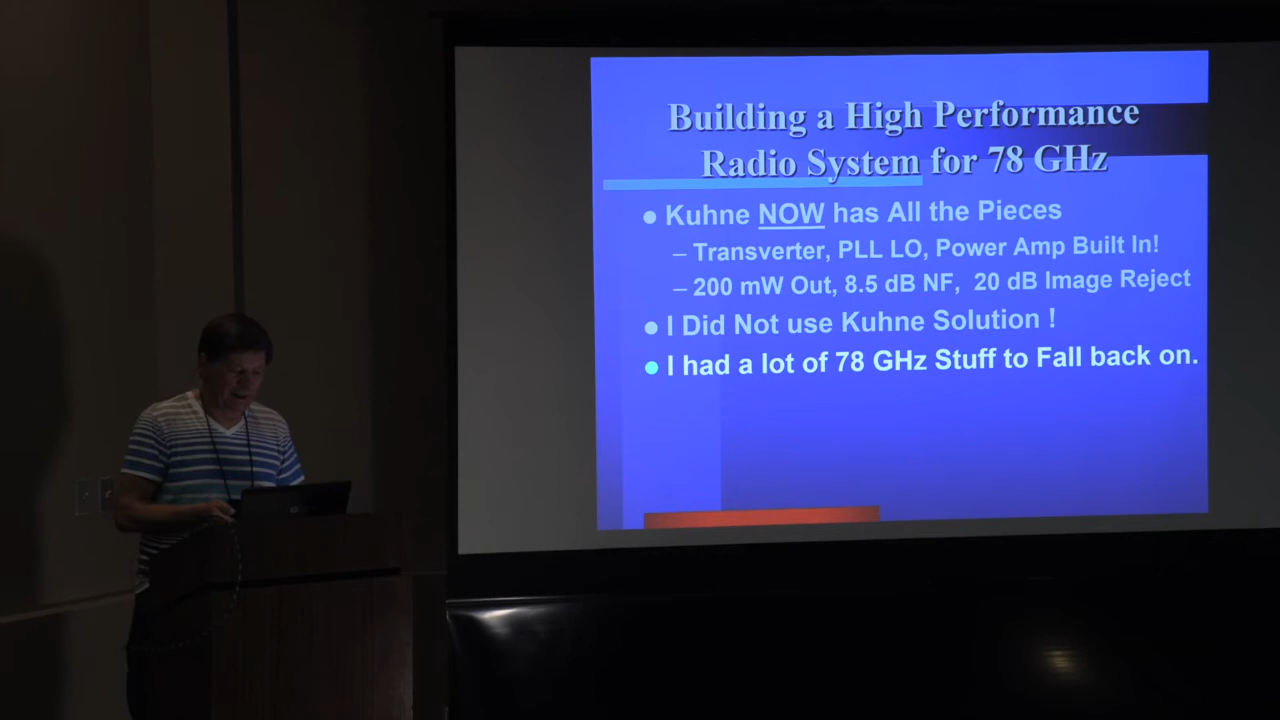 Building a High Performance
Radio System for 78 GHz
● Kuhne NOW has All the Pieces
– Transverter, PLL LO, Power Amp Built In!
– 200 mW Out, 8.5 dB NF, 20 dB Image Reject
● I Did Not use Kuhne Solution !
● I had a lot of 78 GHz Stuff to Fall back on.